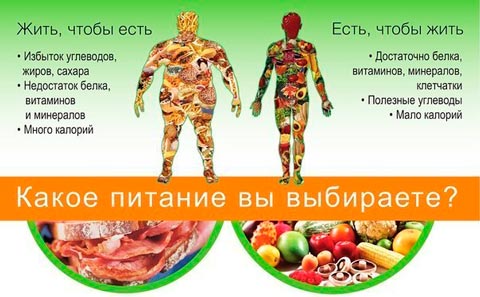 Жить, чтобы есть
• Избыток углеводов,
жиров, сахара
• Недостаток белка,
витаминов
и минералов
• Много калорий
Есть, чтобы жить
• Достаточно белка,
витаминов, минералов,
клетчатки
• Полезные углеводы
• Мало калорий
Какое питание вы выбираете?